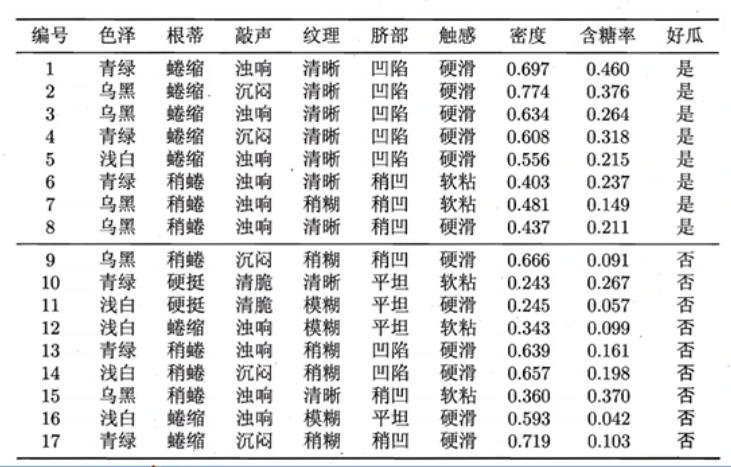 编号 色泽 根蒂 敲声 纹理 脐部 触感 密度 含糖率 好瓜
1 青绿 蜷缩 浊响 清晰 凹陷 硬滑 0.697 0.460 是
2 乌黑 蜷缩 沉闷 清晰 凹陷 硬滑 0.774 0.376 是
3 乌黑 蜷缩 浊响 清晰 凹陷 硬滑 0.634 0.264 是
4 青绿 蜷缩 沉闷 清晰 凹陷 硬滑 0.608 0.318 是
5 浅白 蜷缩 浊响 清晰 凹陷 硬滑 0.556 0.215 是
6 青绿 稍蜷 浊响 清晰 稍凹 软粘 0.403 0.237 是
7 乌黑 稍蜷 浊响 稍糊 稍凹 软粘 0.481 0.149 是
8 乌黑 稍蜷 浊响 清晰 稍凹 硬滑 0.437 0.211 是
9 乌黑 稍蜷 沉闷 稍糊 稍凹 硬滑 0.666 0.091 否
10 青绿 硬挺 清脆 清晰 平坦 软粘 0.243 0.267 否
11 浅白 硬挺 清脆 模糊 平坦 硬滑 0.245 0.057 否
12 浅白 蜷缩 浊响 模糊 平坦 软粘 0.343 0.099 否
13 青绿 稍蜷 浊响 稍糊 凹陷 硬滑 0.639 0.161 否
14 浅白 稍蜷 沉闷 稍糊 凹陷 硬滑 0.657 0.198 否
15 乌黑 稍蜷 浊响 清晰 稍凹 软粘 0.360 0.370 否
16 浅白 蜷缩 浊响 模糊 平坦 硬滑 0.593 0.042 否
17 青绿 蜷缩 沉闷 稍糊 稍凹 硬滑 0.719 0.103 否